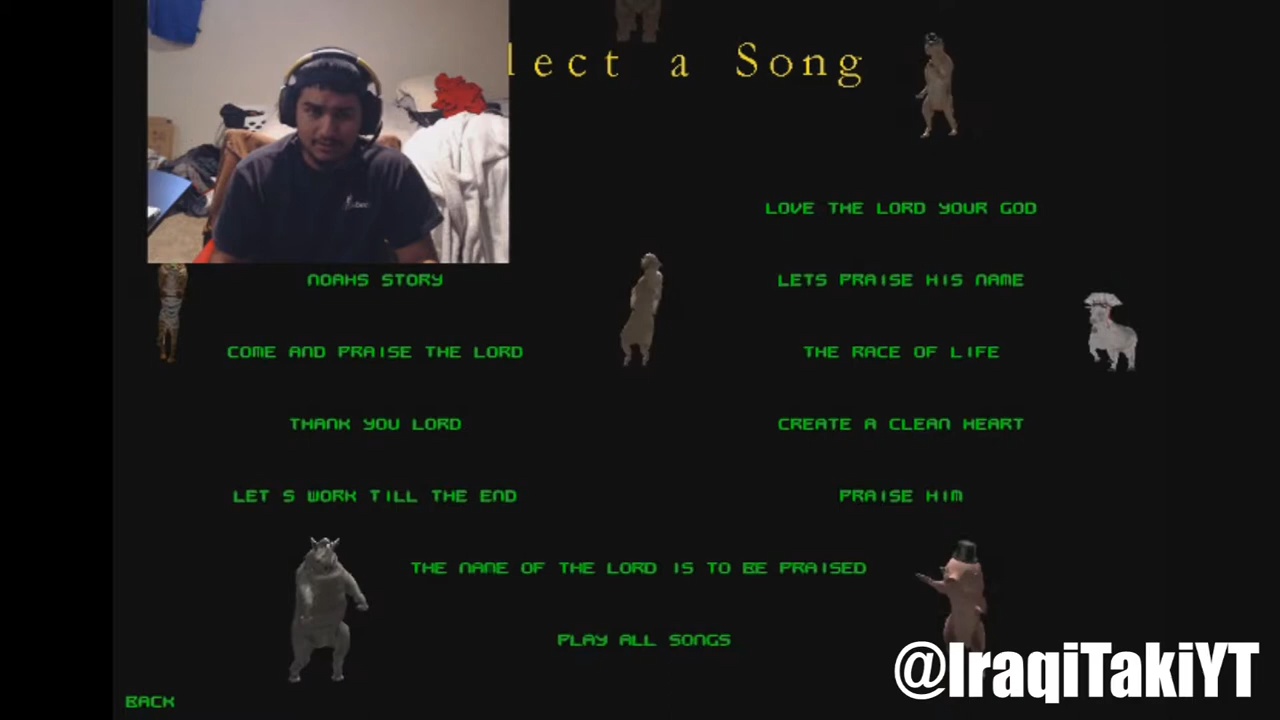 lect a Song
LOVE THE LORD YOUR GOD
NOAHS STORY
LETS PRAISE HIS NAME
COME AND PRAISE THE LORD
THE RACE OF LIFE
THANK YOU LORD
CREATE A CLEAN HEART
LET S WORK TILL THE END
PRAISE HIM
THE NAME OF THE LORD IS TO BE PRAISED
PLAY ALL SONGS
@IraqiTakiYT
BACK